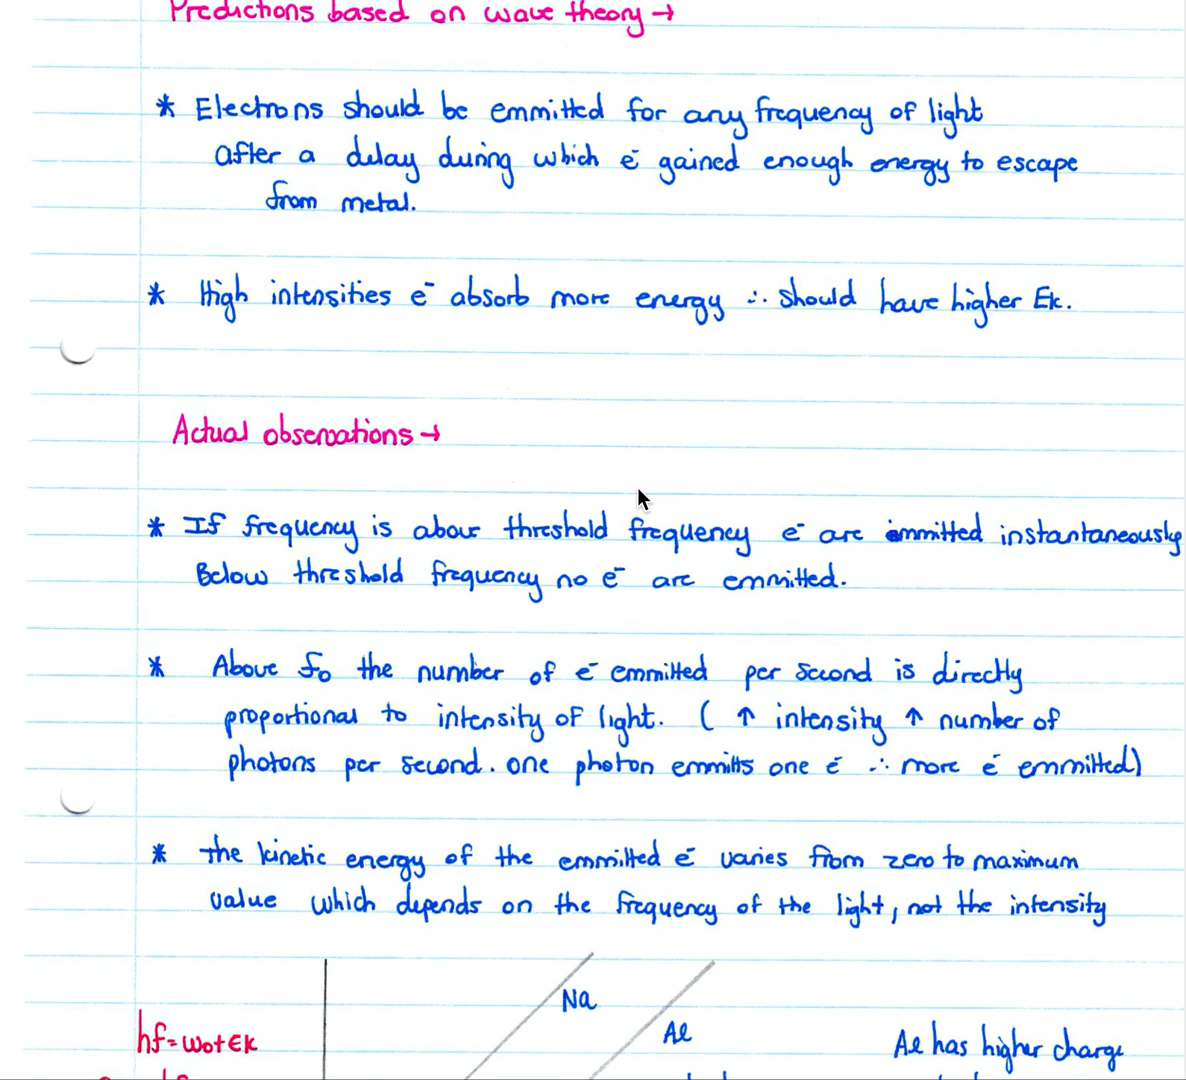 Predictions based on wave theory →
* Electrons should be emmitted for any frequency of light
after a delay during which e⁻ gained enough energy to escape
from metal.
* High intensities e⁻ absorb more energy ∴ should have higher Ek.
Actual observations →
* If frequency is above threshold frequency e⁻ are emmitted instantaneously
Below threshold frequency no e⁻ are emmitted.
* Above f₀ the number of e⁻ emmitted per second is directly
proportional to intensity of light. ( ↑ intensity ↑ number of
photons per second. one photon emmitts one e⁻ ∴ more e⁻ emmitted)
* The kinetic energy of the emmitted e⁻ varies from zero to maximum
value which depends on the frequency of the light, not the intensity
Na
Al
hf = W₀ + Ek
Al has higher charge